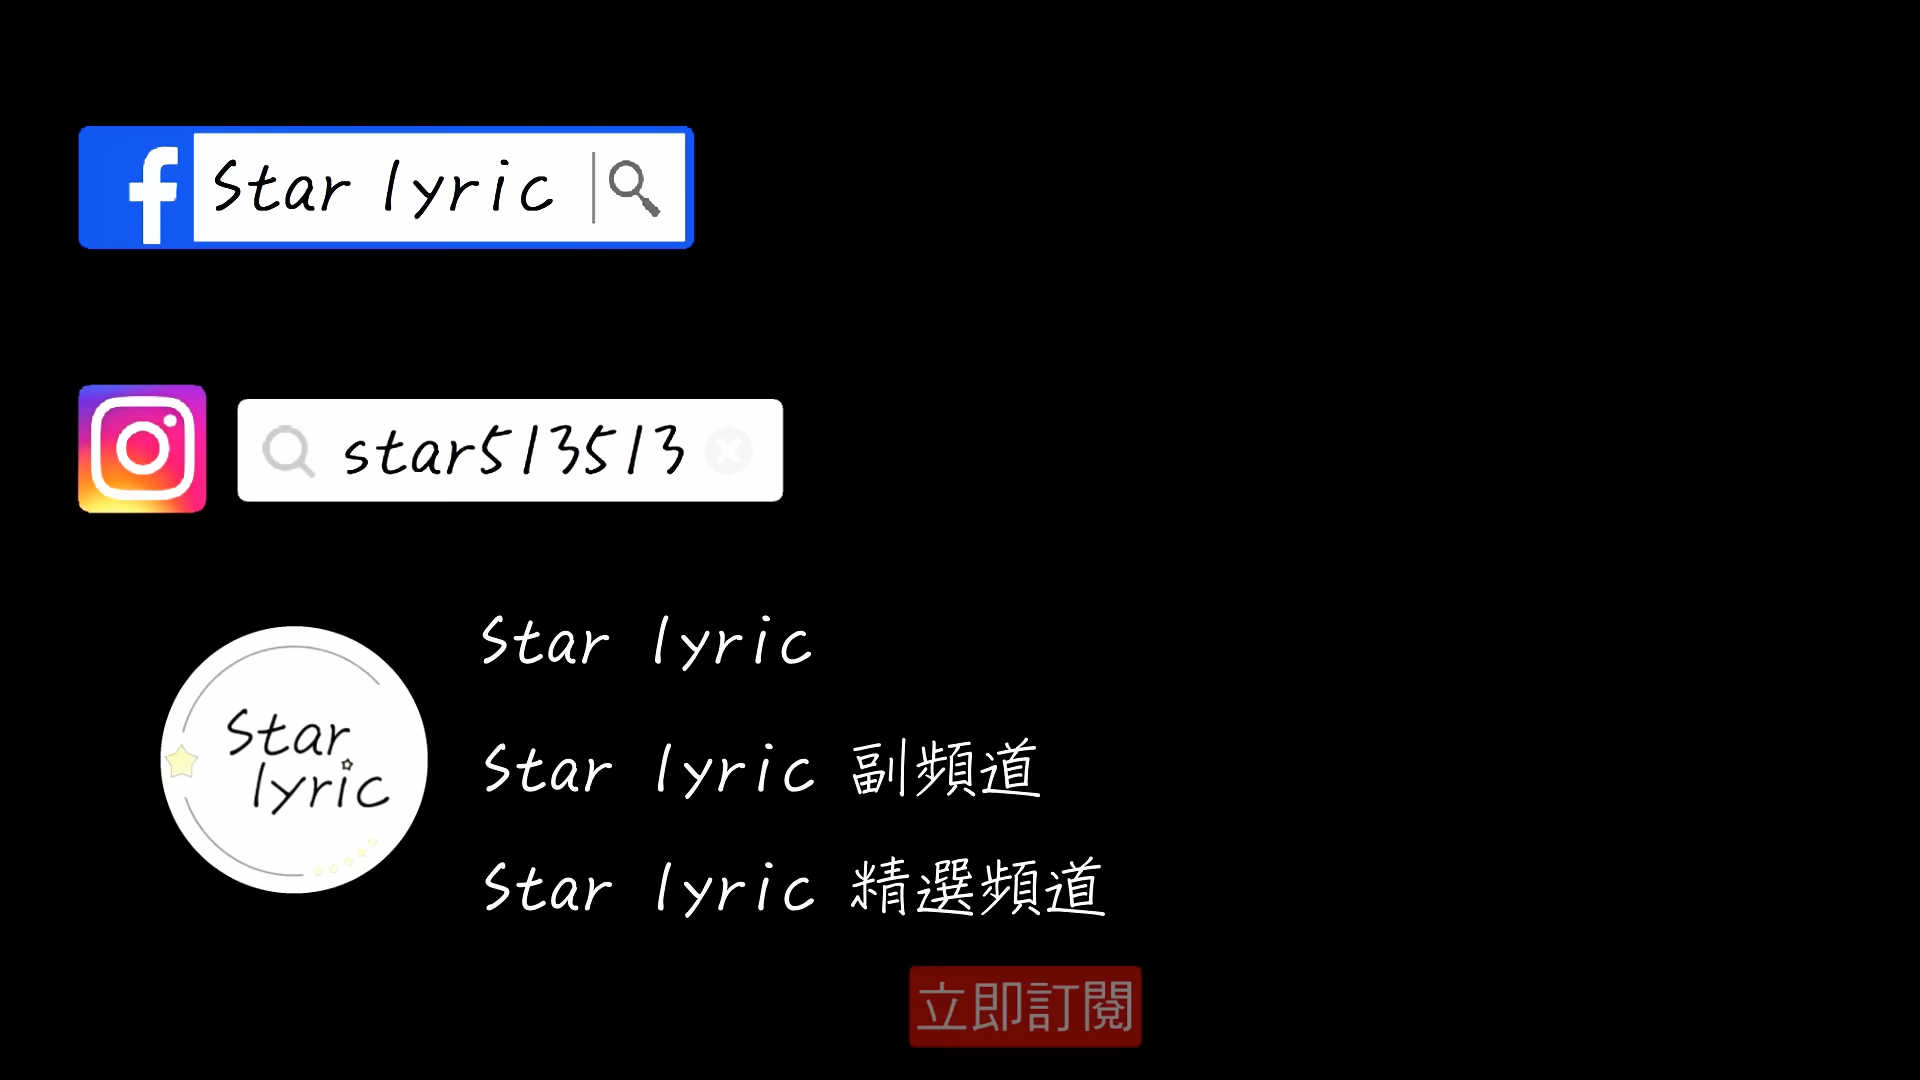 Star lyric
star513513
Star
lyric
Star lyric
Star lyric 副頻道
Star lyric 精選頻道
立即訂閱